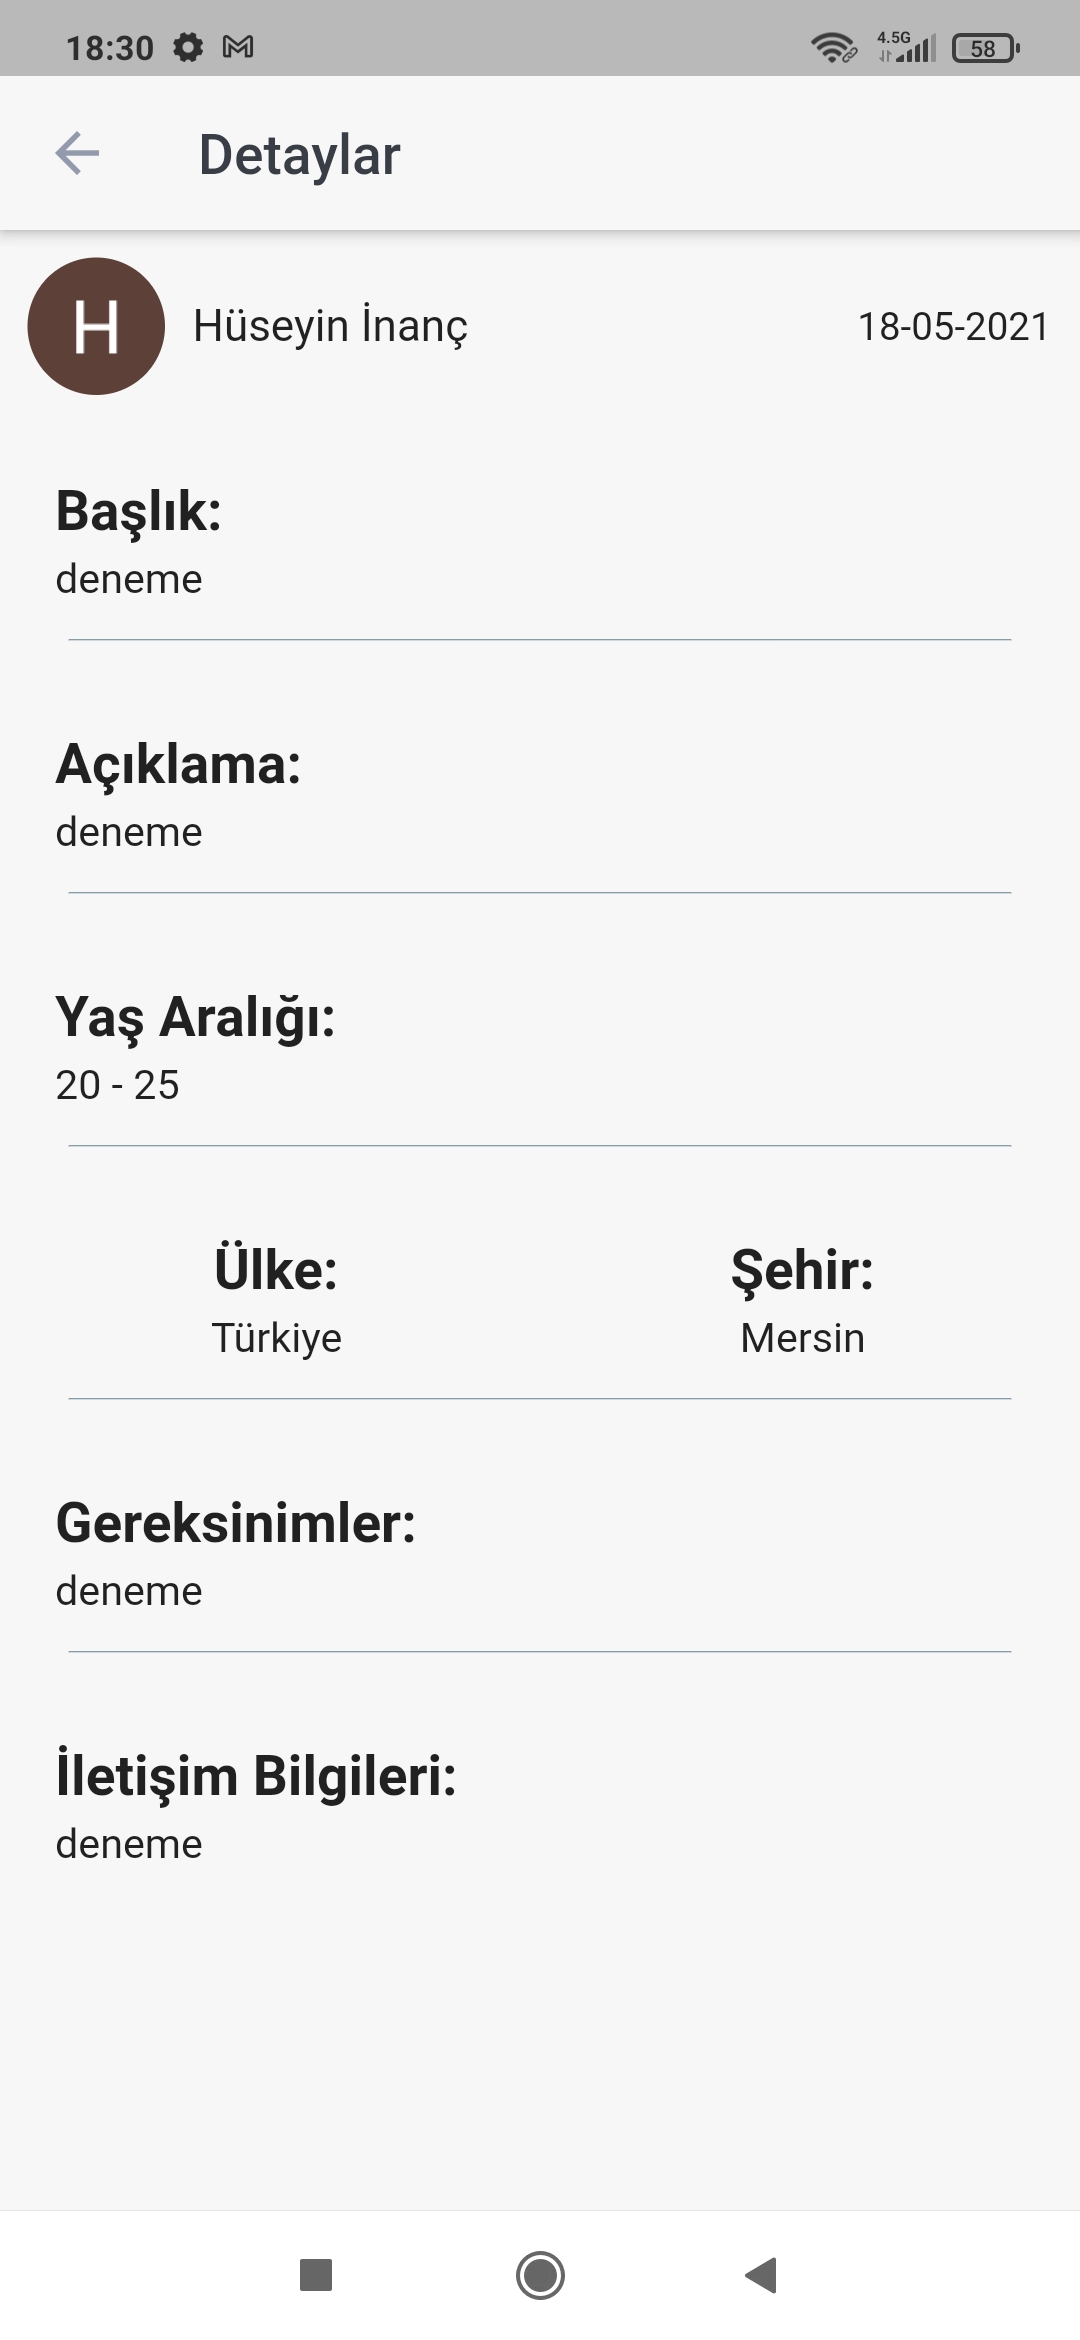 18:30 4.5G 58
Detaylar
H Hüseyin İnanç 18-05-2021
Başlık:
deneme
Açıklama:
deneme
Yaş Aralığı:
20 - 25
Ülke: Şehir:
Türkiye Mersin
Gereksinimler:
deneme
İletişim Bilgileri:
deneme